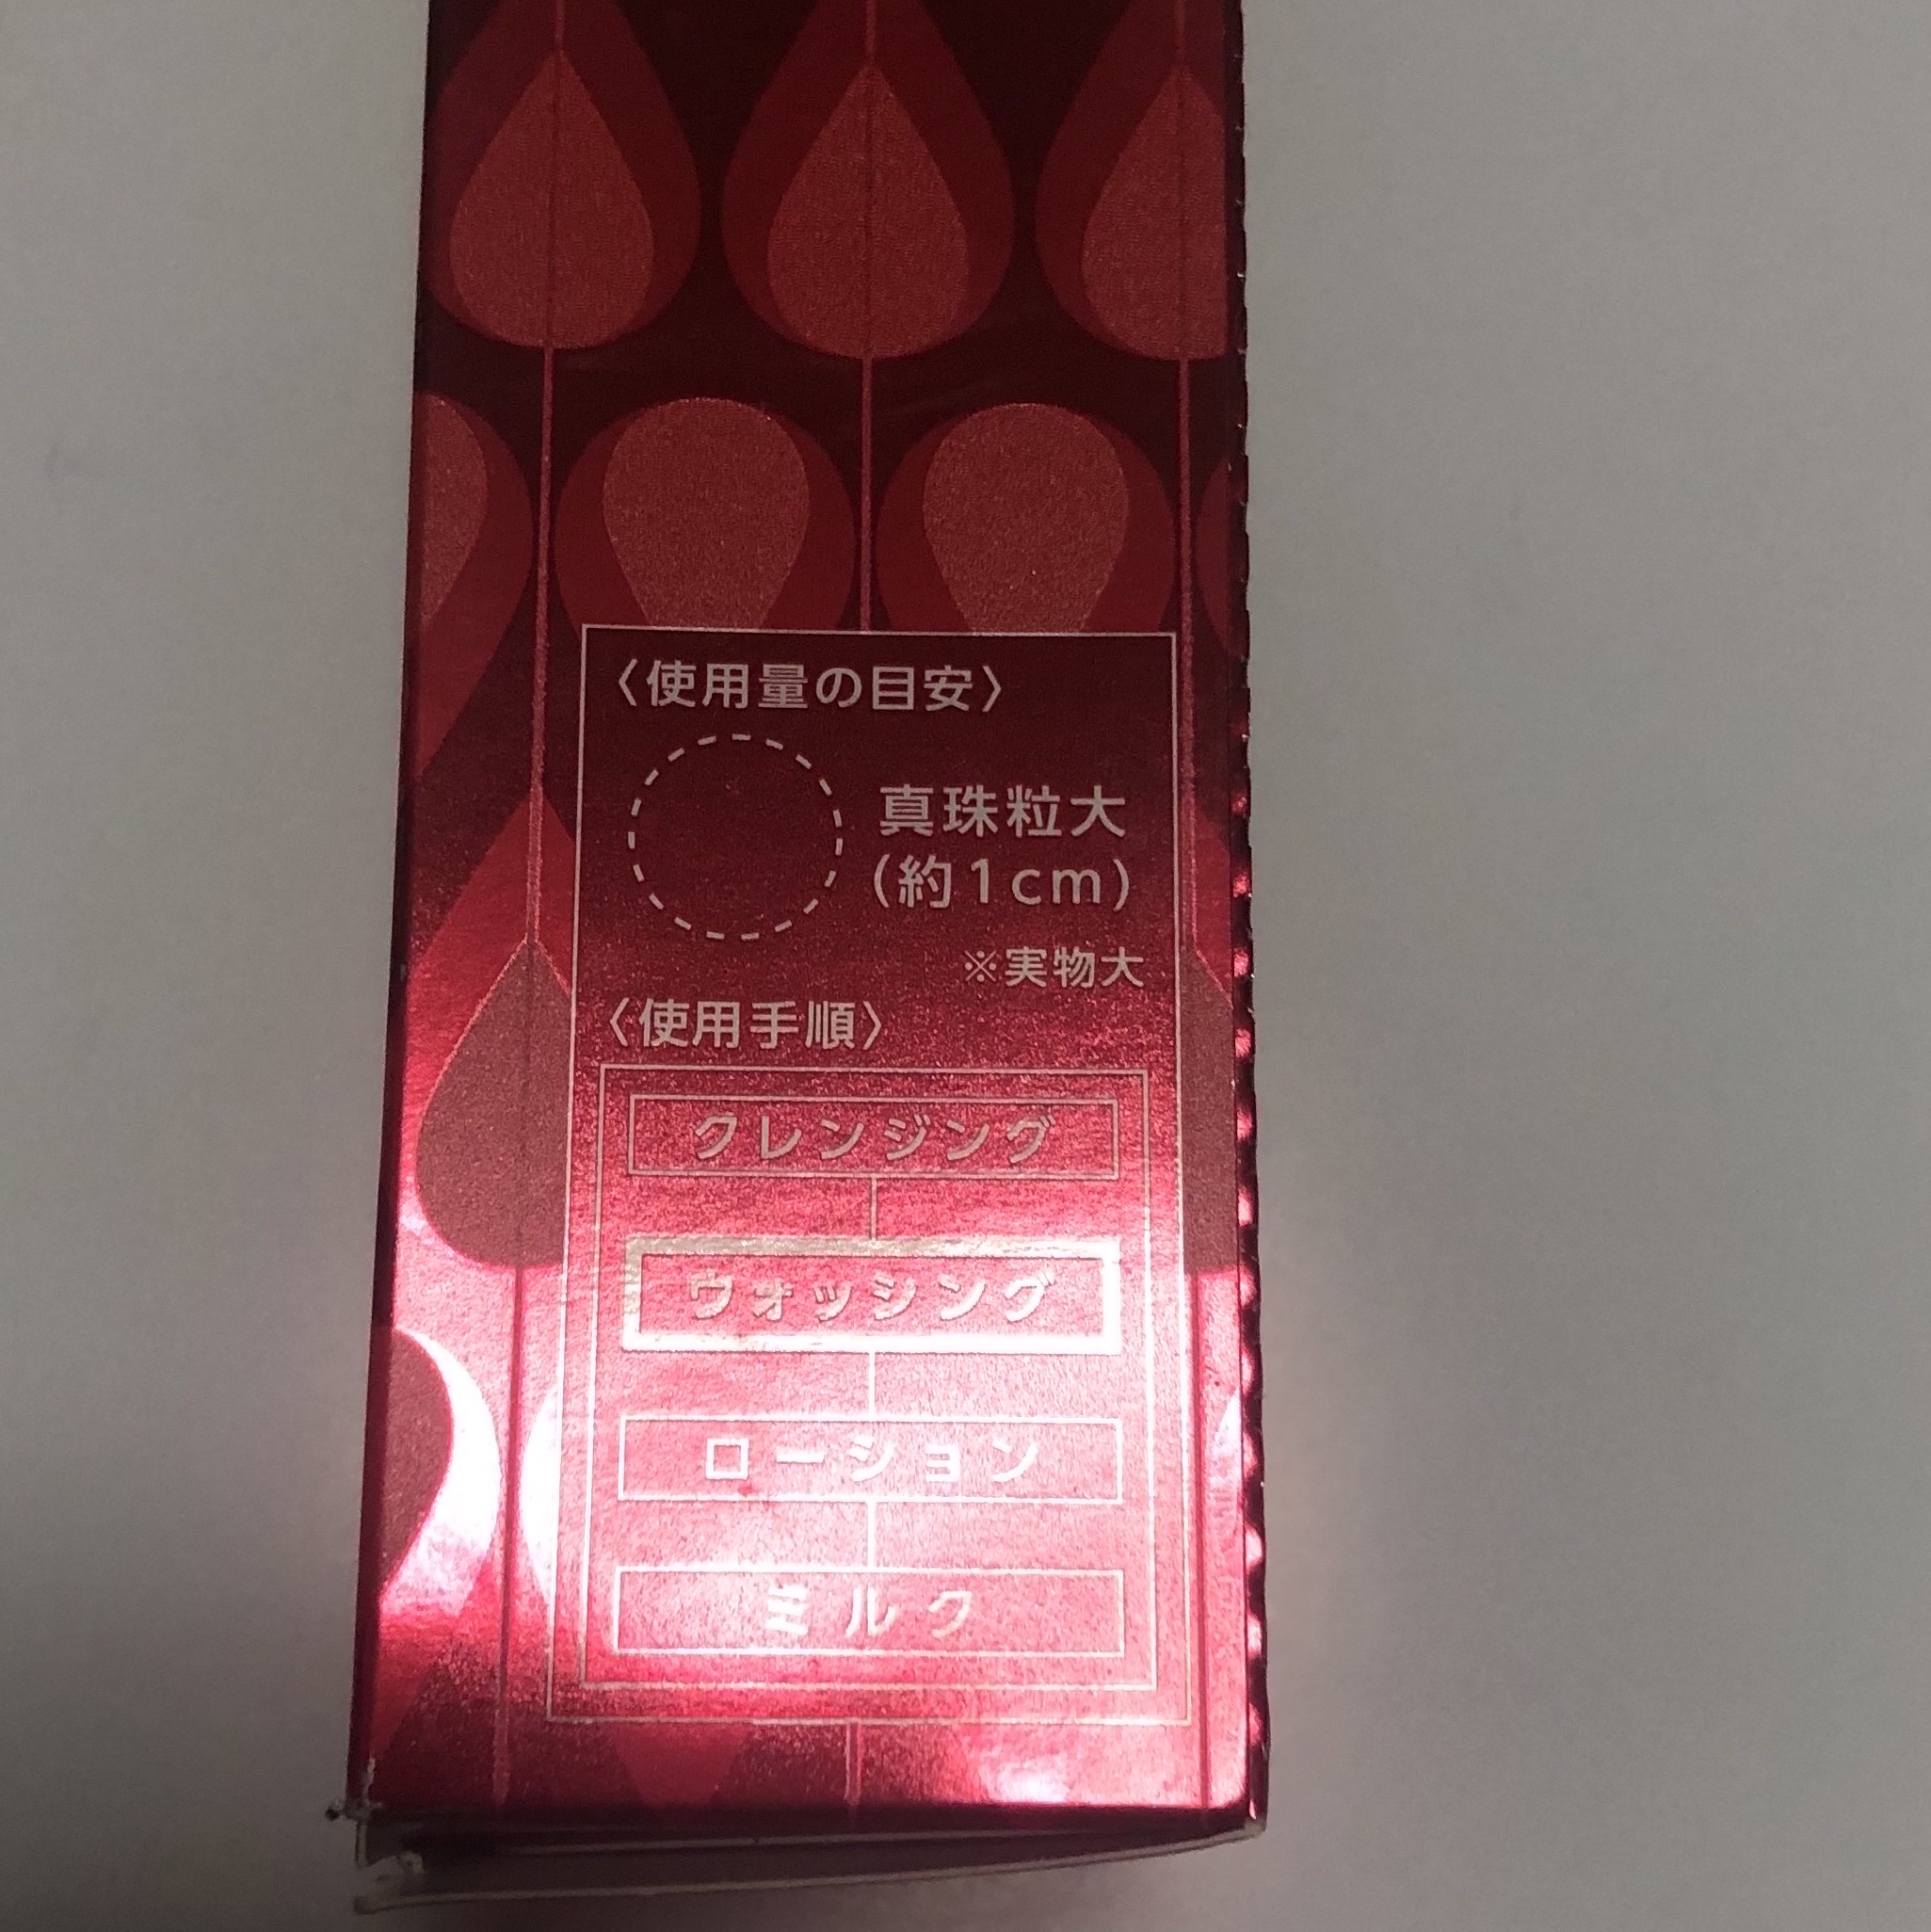 〈使用量の目安〉
真珠粒大
(約1cm)
※実物大
〈使用手順〉
クレンジング
ウォッシング
ローション
ミルク